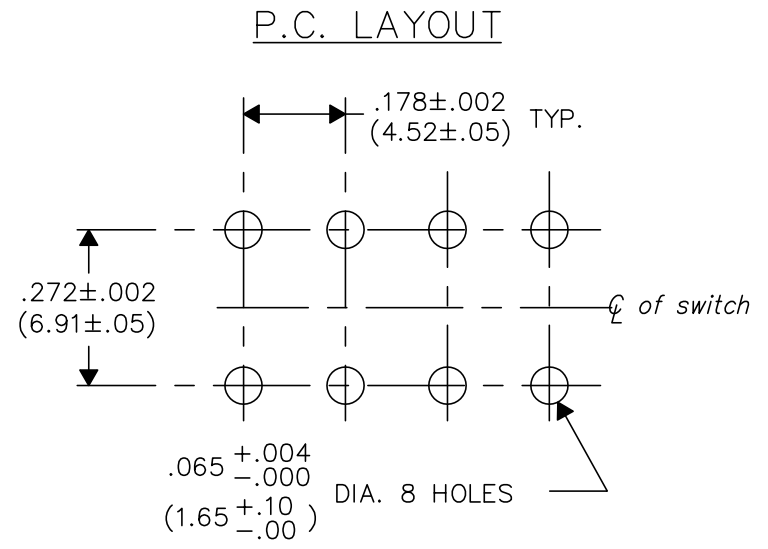 P.C. LAYOUT
.178±.002
(4.52±.05) TYP.
.272±.002
(6.91±.05)
℄ of switch
.065 +.004
-.000
(1.65 +.10
-.00 )
DIA. 8 HOLES